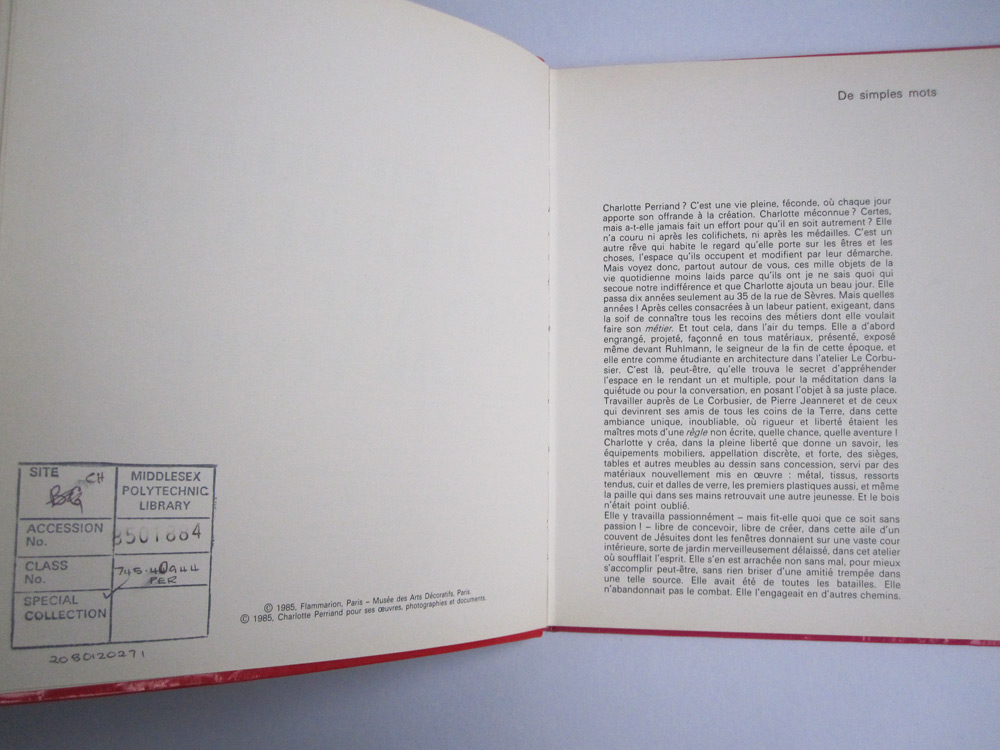 SITE
CH
BG
MIDDLESEX
POLYTECHNIC
LIBRARY
ACCESSION
No.
8501884
CLASS
No.
745.40944
PER
SPECIAL
COLLECTION
2080120271
© 1985, Flammarion, Paris – Musée des Arts Décoratifs, Paris.
© 1985, Charlotte Perriand pour ses œuvres, photographies et documents.
De simples mots
Charlotte Perriand ? C'est une vie pleine, féconde, où chaque jour
apporte son offrande à la création. Charlotte méconnue ? Certes,
mais a-t-elle jamais fait un effort pour qu'il en soit autrement ? Elle
n'a couru ni après les colifichets, ni après les médailles. C'est un
autre rêve qui habite le regard qu'elle porte sur les êtres et les
choses, l'espace qu'ils occupent et modifient par leur démarche.
Mais voyez donc, partout autour de vous, ces mille objets de la
vie quotidienne moins laids parce qu'ils ont je ne sais quoi qui
secoue notre indifférence et que Charlotte ajouta un beau jour. Elle
passa dix années seulement au 35 de la rue de Sèvres. Mais quelles
années ! Après celles consacrées à un labeur patient, exigeant, dans
la soif de connaître tous les recoins des métiers dont elle voulait
faire son métier. Et tout cela, dans l'air du temps. Elle a d'abord
engrangé, projeté, façonné en tous matériaux, présenté, exposé
même devant Ruhlmann, le seigneur de la fin de cette époque, et
elle entre comme étudiante en architecture dans l'atelier Le Corbu-
sier. C'est là, peut-être, qu'elle trouva le secret d'appréhender
l'espace en le rendant un et multiple, pour la méditation dans la
quiétude ou pour la conversation, en posant l'objet à sa juste place.
Travailler auprès de Le Corbusier, de Pierre Jeanneret et de ceux
qui devinrent ses amis de tous les coins de la Terre, dans cette
ambiance unique, inoubliable, où rigueur et liberté étaient les
maîtres mots d'une règle non écrite, quelle chance, quelle aventure !
Charlotte y créa, dans la pleine liberté que donne un savoir, les
équipements mobiliers, appellation discrète, et forte, des sièges,
tables et autres meubles au dessin sans concession, servi par des
matériaux nouvellement mis en œuvre : métal, tissus, ressorts
tendus, cuir et dalles de verre, les premiers plastiques aussi, et même
la paille qui dans ses mains retrouvait une autre jeunesse. Et le bois
n'était point oublié.
Elle y travailla passionnément – mais fit-elle quoi que ce soit sans
passion ! – libre de concevoir, libre de créer, dans cette aile d'un
couvent de Jésuites dont les fenêtres donnaient sur une vaste cour
intérieure, sorte de jardin merveilleusement délaissé, dans cet atelier
où soufflait l'esprit. Elle s'en est arrachée non sans mal, pour mieux
s'accomplir peut-être, sans rien briser d'une amitié trempée dans
une telle source. Elle avait été de toutes les batailles. Elle
n'abandonnait pas le combat. Elle l'engageait en d'autres chemins.